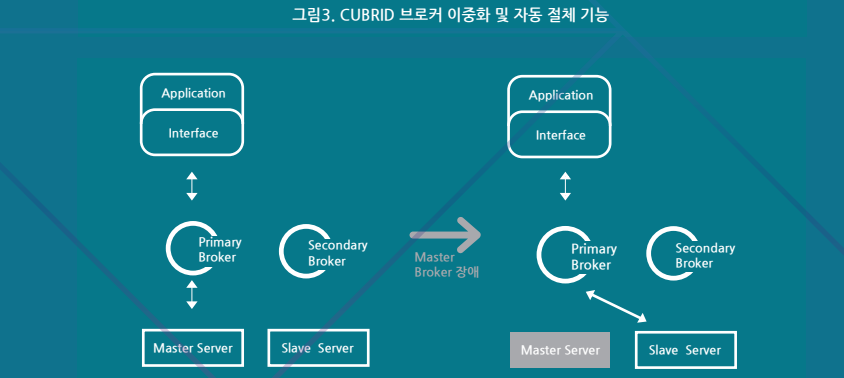 그림3. CUBRID 브로커 이중화 및 자동 절체 기능
Application
Interface
Primary
Broker
Secondary
Broker
Master Server
Slave Server
Master
Broker 장애
Application
Interface
Primary
Broker
Secondary
Broker
Master Server
Slave Server